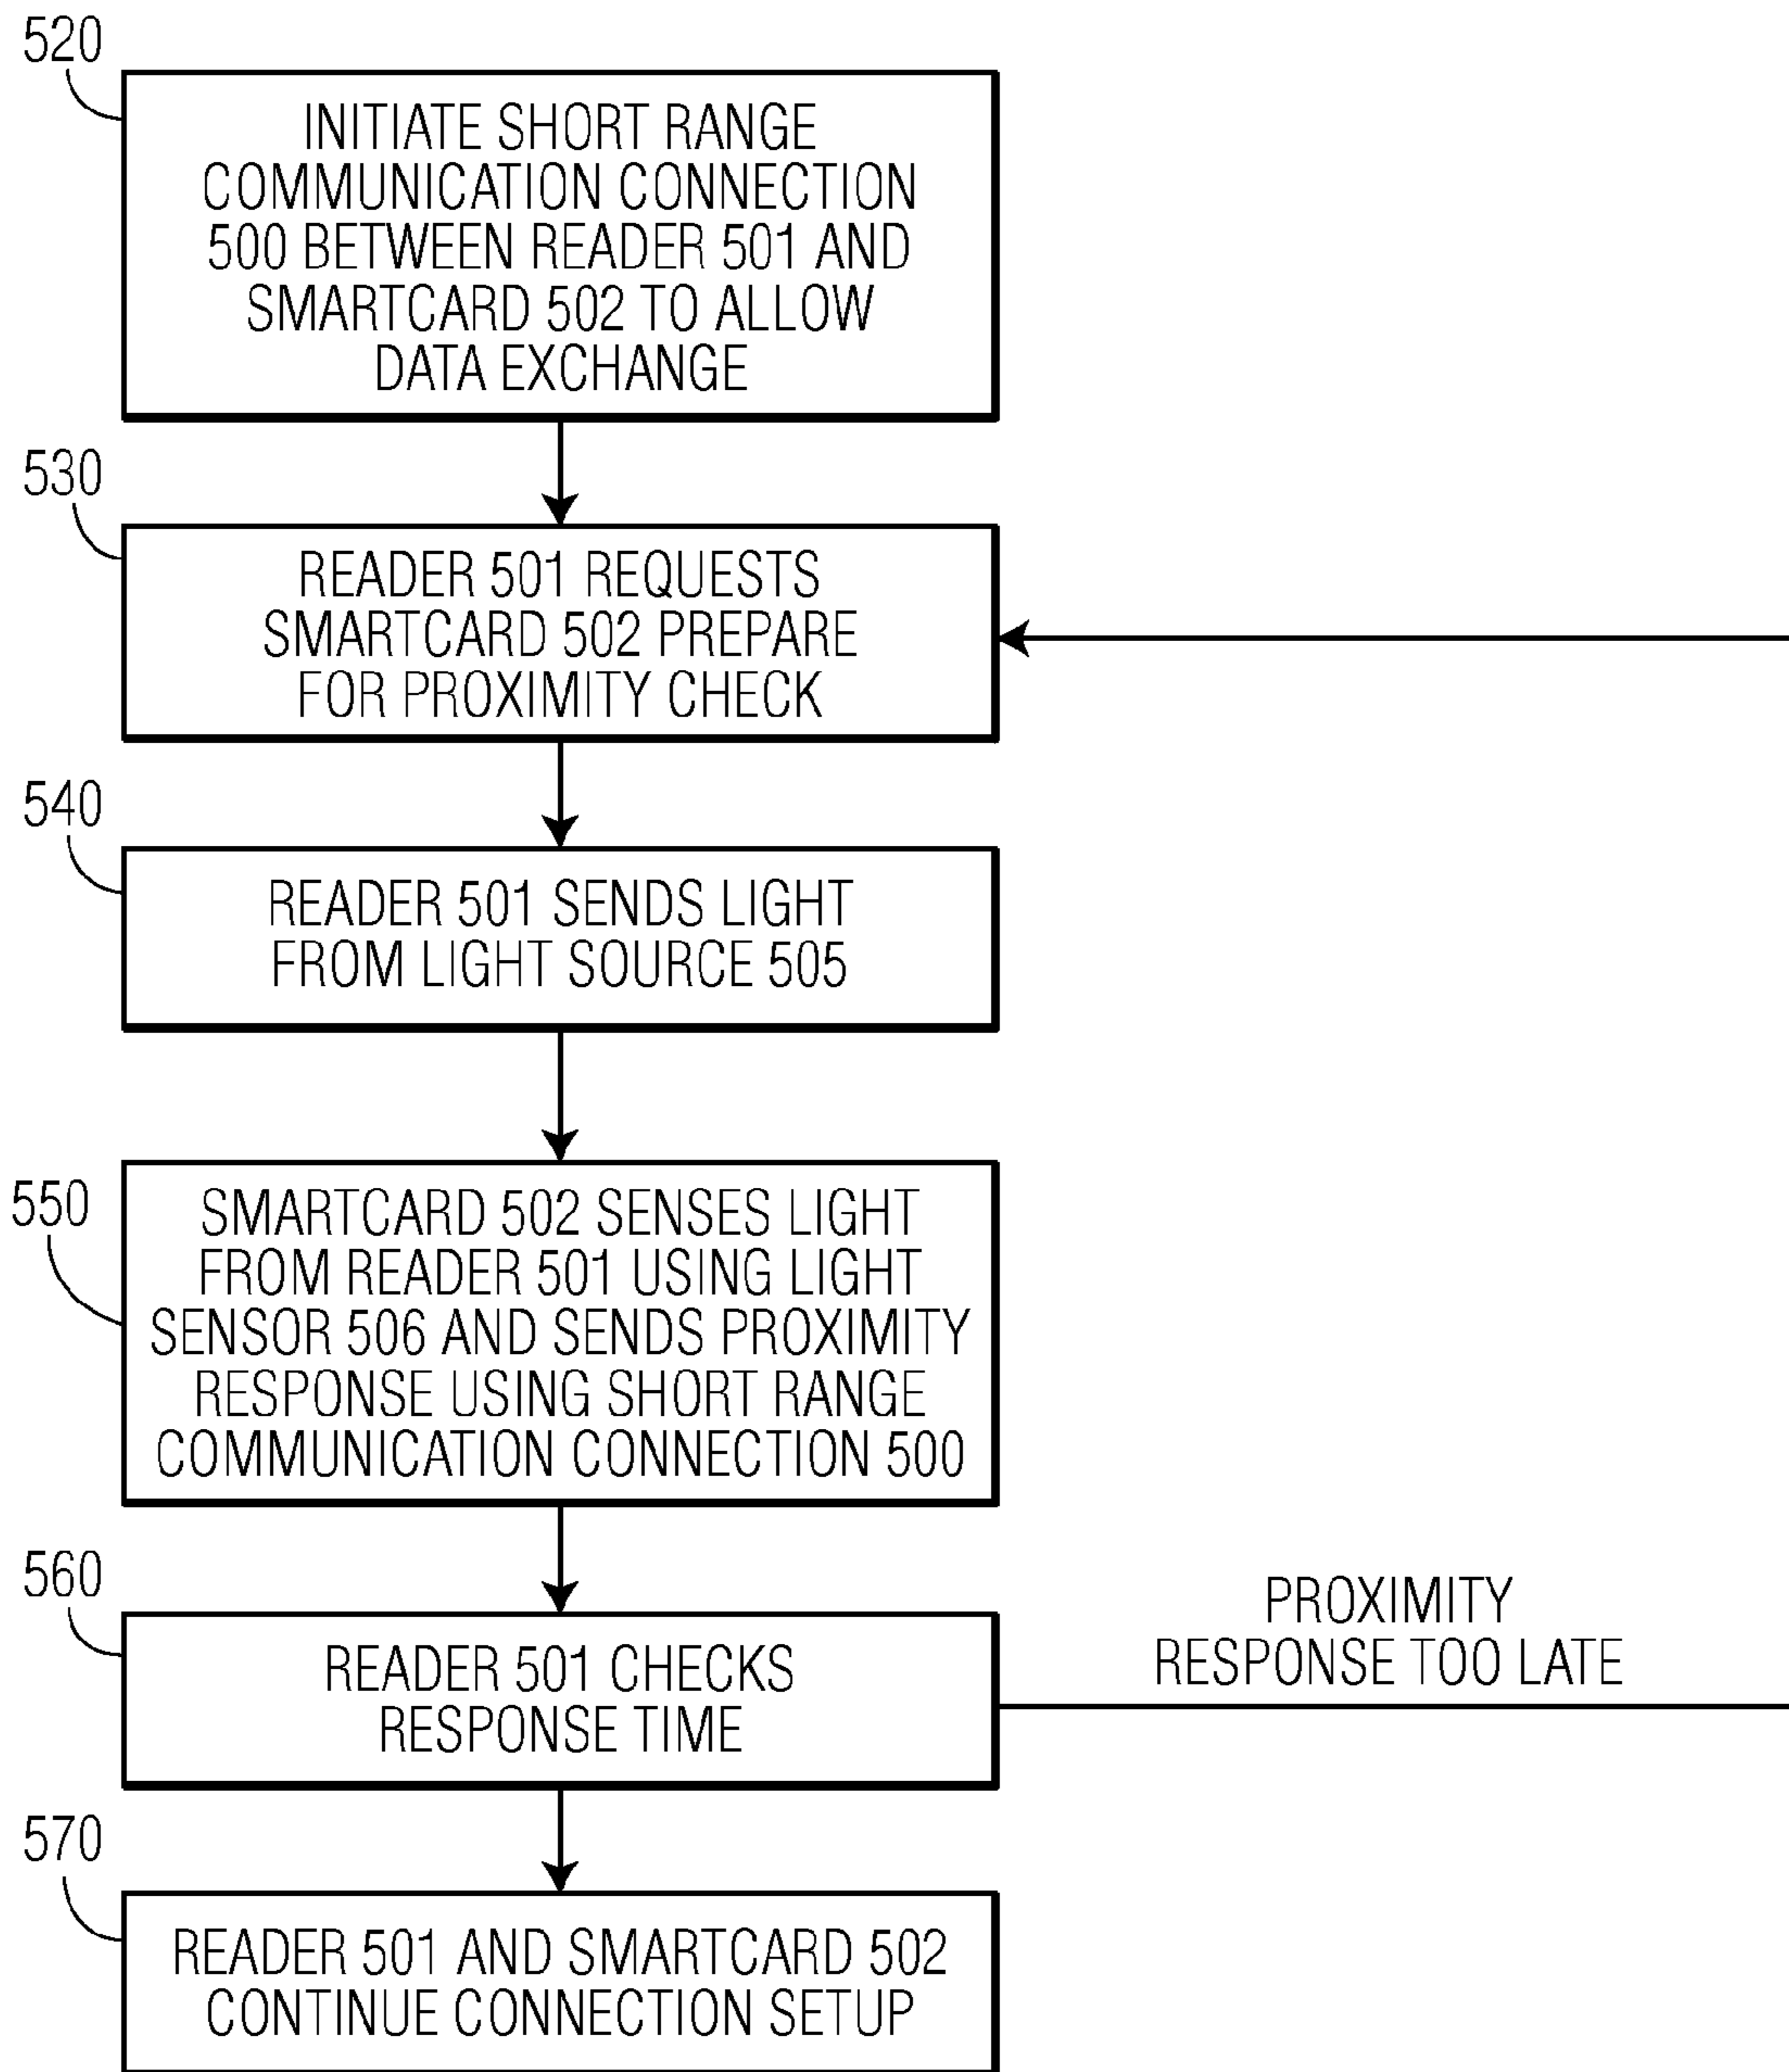 520
INITIATE SHORT RANGE
COMMUNICATION CONNECTION
500 BETWEEN READER 501 AND
SMARTCARD 502 TO ALLOW
DATA EXCHANGE
530
READER 501 REQUESTS
SMARTCARD 502 PREPARE
FOR PROXIMITY CHECK
540
READER 501 SENDS LIGHT
FROM LIGHT SOURCE 505
550
SMARTCARD 502 SENSES LIGHT
FROM READER 501 USING LIGHT
SENSOR 506 AND SENDS PROXIMITY
RESPONSE USING SHORT RANGE
COMMUNICATION CONNECTION 500
560
READER 501 CHECKS
RESPONSE TIME
PROXIMITY
RESPONSE TOO LATE
570
READER 501 AND SMARTCARD 502
CONTINUE CONNECTION SETUP